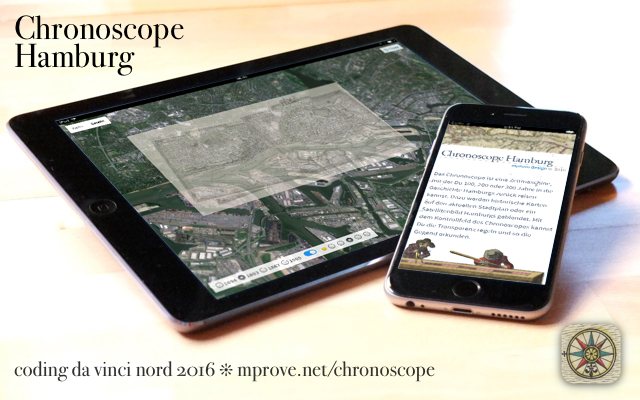 Chronoscope
Hamburg
iPad
Chronoscope Hamburg
Das Chronoscope ist eine Zeitmaschine,
mit der Du 100, 200 oder 300 Jahre in die
Geschichte Hamburgs zurück reisen
kannst. Dazu werden historische Karten
auf den aktuellen Stadtplan oder ein
Satellitenbild Hamburgs geblendet. Mit
dem Kontrollfeld des Chronoscopes kannst
Du die Transparenz regeln und so die
Gegend erkunden.
coding da vinci nord 2016 ❊ mprove.net/chronoscope